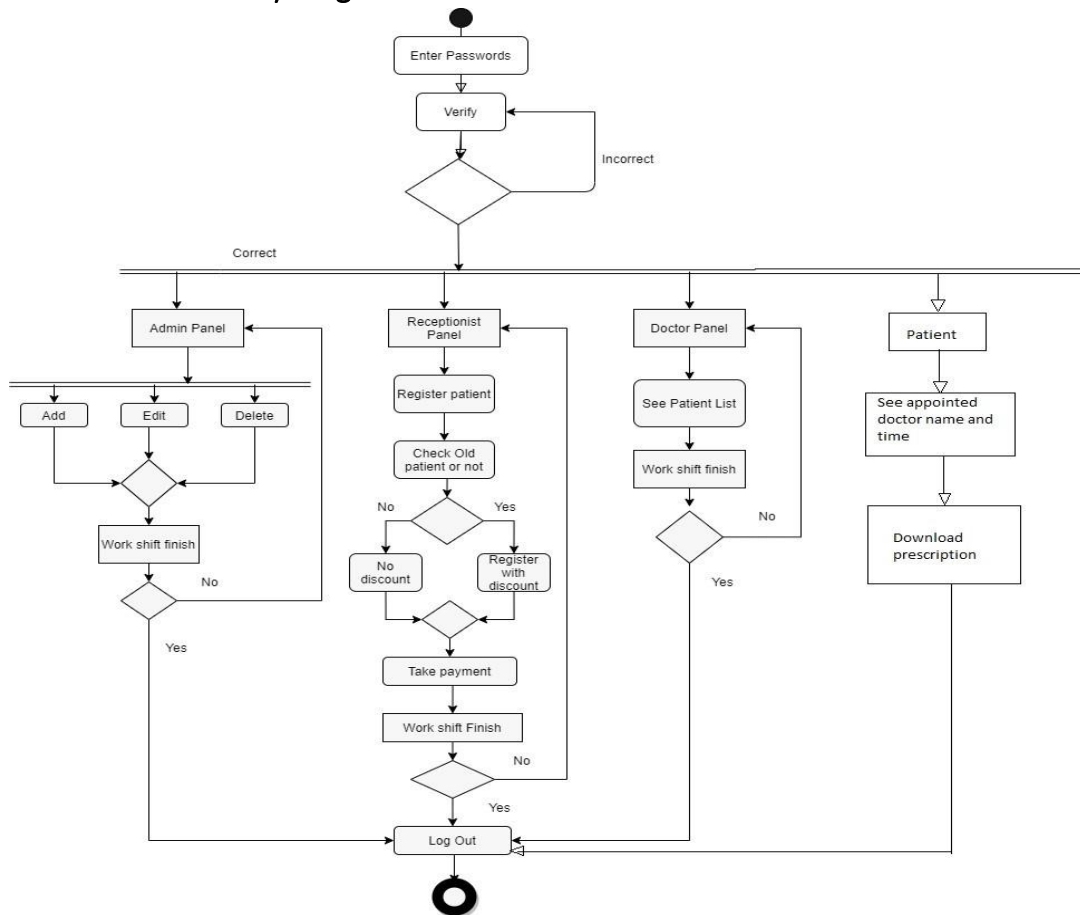 Enter Passwords
Verify
Incorrect
Correct
Admin Panel
Receptionist
Panel
Doctor Panel
Patient
Add
Edit
Delete
Register patient
See Patient List
See appointed
doctor name and
time
Check Old
patient or not
Work shift finish
No
Yes
No
Work shift finish
Download
prescription
No
discount
Register
with
discount
No
Yes
Yes
Take payment
Work shift Finish
No
Yes
Log Out